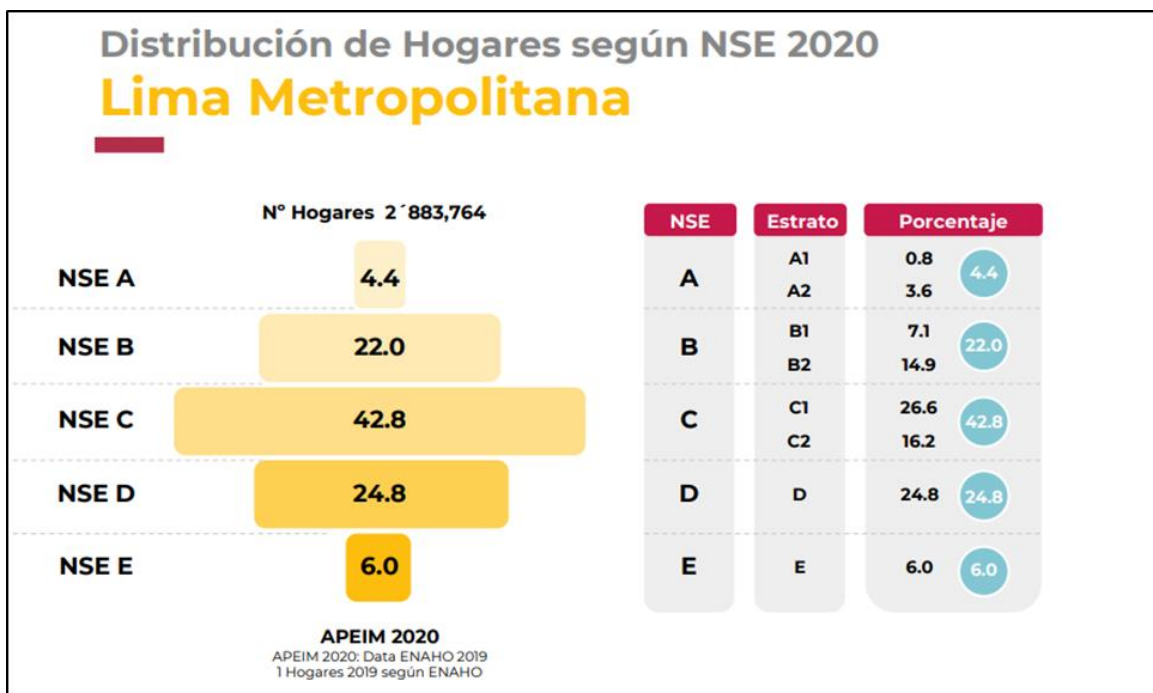 Distribución de Hogares según NSE 2020
Lima Metropolitana
Nº Hogares 2´883,764
NSE A
4.4
NSE B
22.0
NSE C
42.8
NSE D
24.8
NSE E
6.0
APEIM 2020
APEIM 2020: Data ENAHO 2019
1 Hogares 2019 según ENAHO
NSE Estrato Porcentaje
A
A1 0.8
A2 3.6
4.4
B
B1 7.1
B2 14.9
22.0
C
C1 26.6
C2 16.2
42.8
D D 24.8 24.8
E E 6.0 6.0